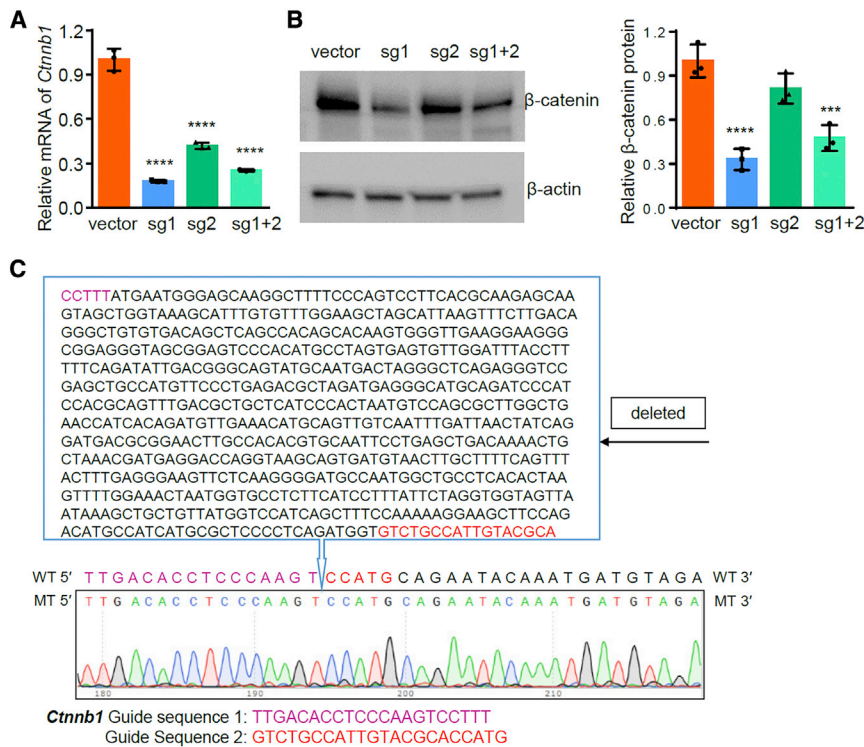 A
Relative mRNA of Ctnnb1
1.2
0.9
0.6
0.3
0.0
****
****
****
vector sg1 sg2 sg1+2
B
vector sg1 sg2 sg1+2
β-catenin
β-actin
Relative β-catenin protein
1.2
0.9
0.6
0.3
0.0
****
***
vector sg1 sg2 sg1+2
C
CCTTTATGAATGGGAGCAAGGCTTTTCCCAGTCCTTCACGCAAGAGCAA
GTAGCTGGTAAAGCATTTGTGTTTGGAAGCTAGCATTAAGTTTCTTGACA
GGGCTGTGTGACAGCTCAGCCACAGCACAAGTGGGTTGAAGGAAGGG
CGGAGGGTAGCGGAGTCCCACATGCCTAGTGAGTGTTGGATTTACCTT
TTTCAGATATTGACGGGCAGTATGCAATGACTAGGGCTCAGAGGGTCC
GAGCTGCCATGTTCCCTGAGACGCTAGATGAGGGCATGCAGATCCCAT
CCACGCAGTTTGACGCTGCTCATCCCACTAATGTCCAGCGCTTGGCTG
AACCATCACAGATGTTGAAACATGCAGTTGTCAATTTGATTAACTATCAG
GATGACGCGGAACTTGCCACACGTGCAATTCCTGAGCTGACAAAACTG
CTAAACGATGAGGACCAGGTAAGCAGTGATGTAACTTGCTTTTCAGTTT
ACTTTGAGGGAAGTTCTCAAGGGGATGCCAATGGCTGCCTCACACTAA
GTTTTGGAAACTAATGGTGCCTCTTCATCCTTTATTCTAGGTGGTAGTTA
ATAAAGCTGCTGTTATGGTCCATCAGCTTTCCAAAAAGGAAGCTTCCAG
ACATGCCATCATGCGCTCCCCTCAGATGGTGTCTGCCATTGTACGCA
deleted
WT 5′ TTGACACCTCCCAAGTCCATGCAGAATACAAATGATGTAGA WT 3′
MT 5′ TTGACACCTCCCAAGTCCATGCAGAATACAAATGATGTAGA MT 3′
180 190 200 210
Ctnnb1 Guide sequence 1: TTGACACCTCCCAAGTCCTTT
Guide Sequence 2: GTCTGCCATTGTACGCACCATG